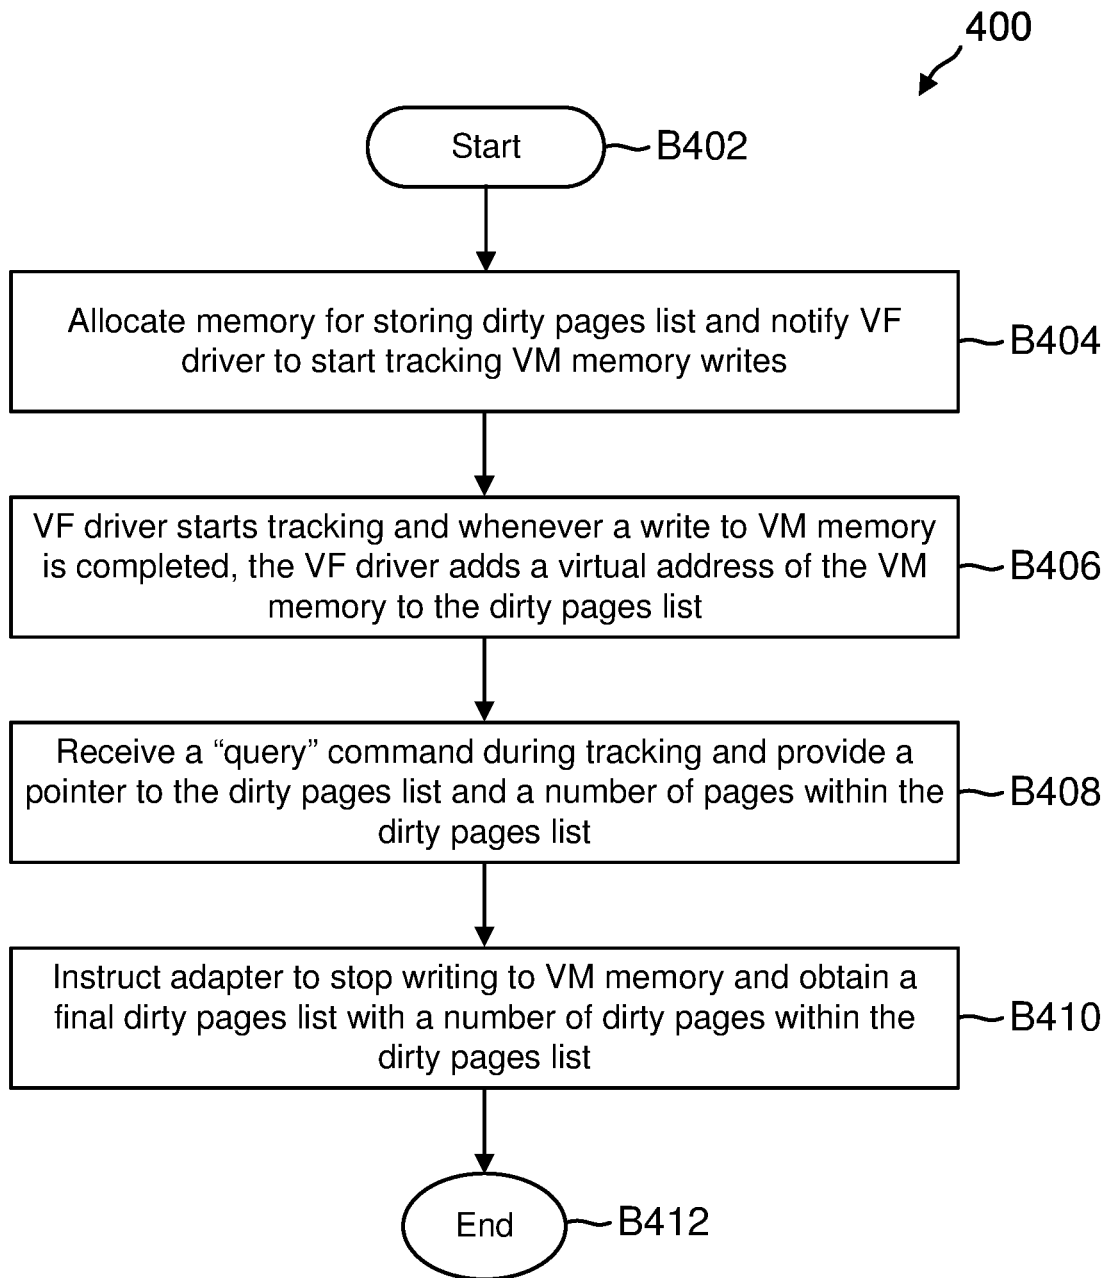 400
Start
B402
Allocate memory for storing dirty pages list and notify VF
driver to start tracking VM memory writes
B404
VF driver starts tracking and whenever a write to VM memory
is completed, the VF driver adds a virtual address of the VM
memory to the dirty pages list
B406
Receive a “query” command during tracking and provide a
pointer to the dirty pages list and a number of pages within the
dirty pages list
B408
Instruct adapter to stop writing to VM memory and obtain a
final dirty pages list with a number of dirty pages within the
dirty pages list
B410
End
B412